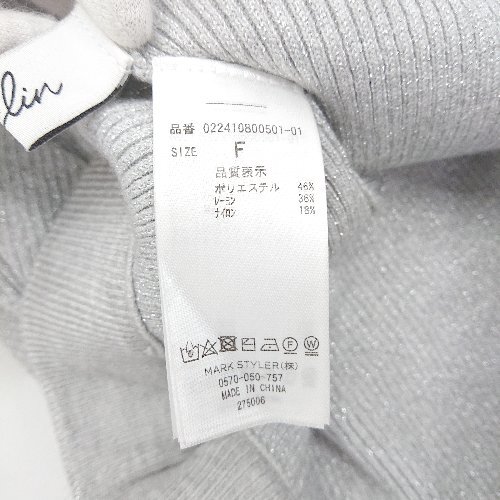 lin
品番 022410800501-01
SIZE F
品質表示
ポリエステル 46%
レーヨン 36%
ナイロン 18%
MARK STYLER(株)
0570-050-757
MADE IN CHINA
275006